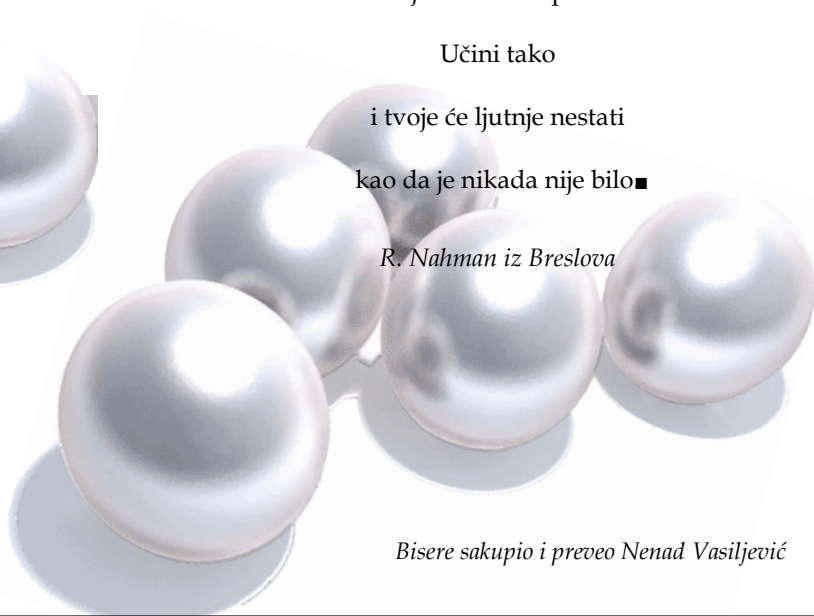 Učini tako
i tvoje će ljutnje nestati
kao da je nikada nije bilo■
R. Nahman iz Breslova
Bisere sakupio i preveo Nenad Vasiljević